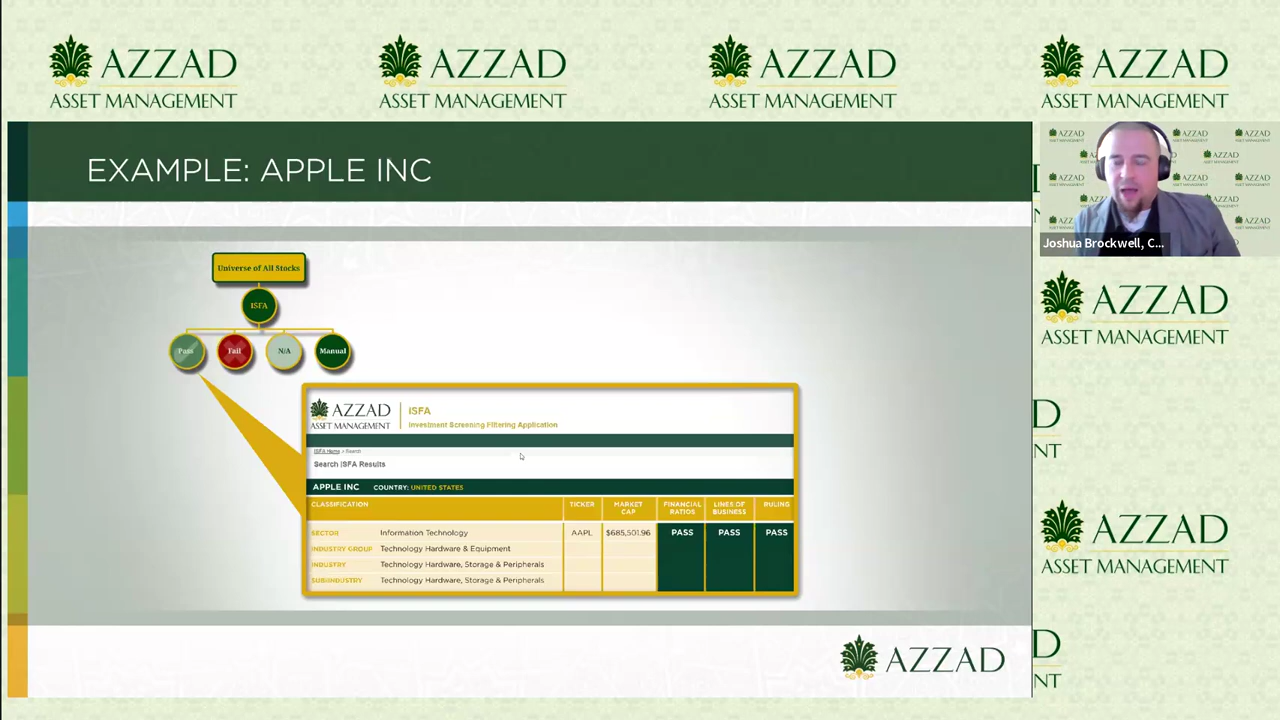 AZZAD AZZAD AZZAD AZZAD
ASSET MANAGEMENT ASSET MANAGEMENT ASSET MANAGEMENT ASSET MANAGEMENT
EXAMPLE: APPLE INC
Joshua Brockwell, C...
Universe of All Stocks
ISFA
Pass Fail N/A Manual
AZZAD
ASSET MANAGEMENT
ISFA
Investment Screening Filtering Application
ISFA Home > Search
Search ISFA Results
APPLE INC COUNTRY: UNITED STATES
CLASSIFICATION TICKER MARKET CAP FINANCIAL RATIOS LINES OF BUSINESS RULING
SECTOR Information Technology AAPL $685,501.96 PASS PASS PASS
INDUSTRY GROUP Technology Hardware & Equipment
INDUSTRY Technology Hardware, Storage & Peripherals
SUBINDUSTRY Technology Hardware, Storage & Peripherals
AZZAD
AZZAD
ASSET MANAGEMENT
AZZAD
ASSET MANAGEMENT